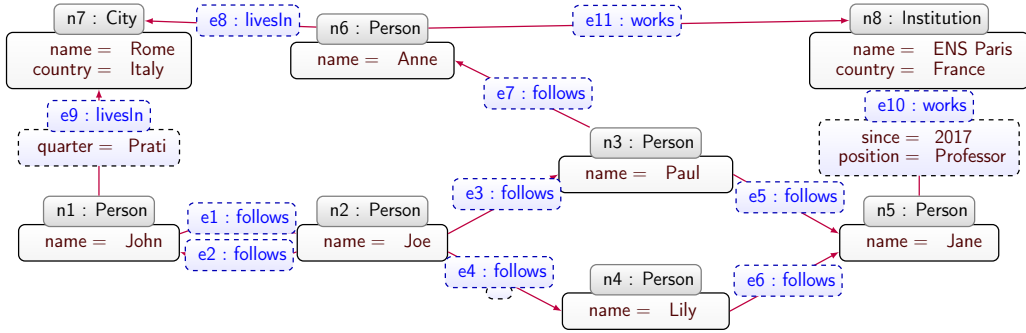 n7 : City
name = Rome
country = Italy
e8 : livesIn
n6 : Person
name = Anne
e11 : works
n8 : Institution
name = ENS Paris
country = France
e9 : livesIn
quarter = Prati
e7 : follows
e10 : works
since = 2017
position = Professor
n3 : Person
name = Paul
n1 : Person
name = John
e1 : follows
e2 : follows
n2 : Person
name = Joe
e3 : follows
e5 : follows
n5 : Person
name = Jane
e4 : follows
n4 : Person
name = Lily
e6 : follows